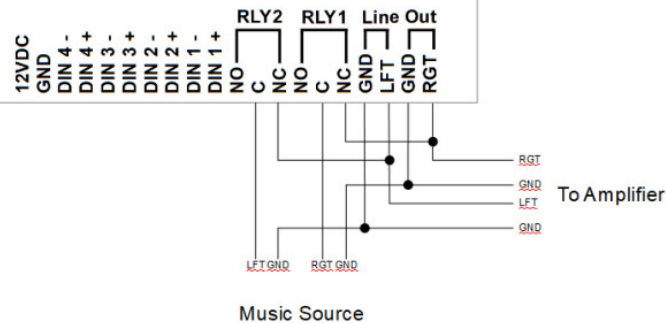 RLY2 RLY1 Line Out
12VDC GND DIN 4 - DIN 4 + DIN 3 - DIN 3 + DIN 2 - DIN 2 + DIN 1 - DIN 1 + NO C NC NO C NC GND LFT GND RGT
RGT
GND
To Amplifier
LFT
GND
LFT GND RGT GND
Music Source